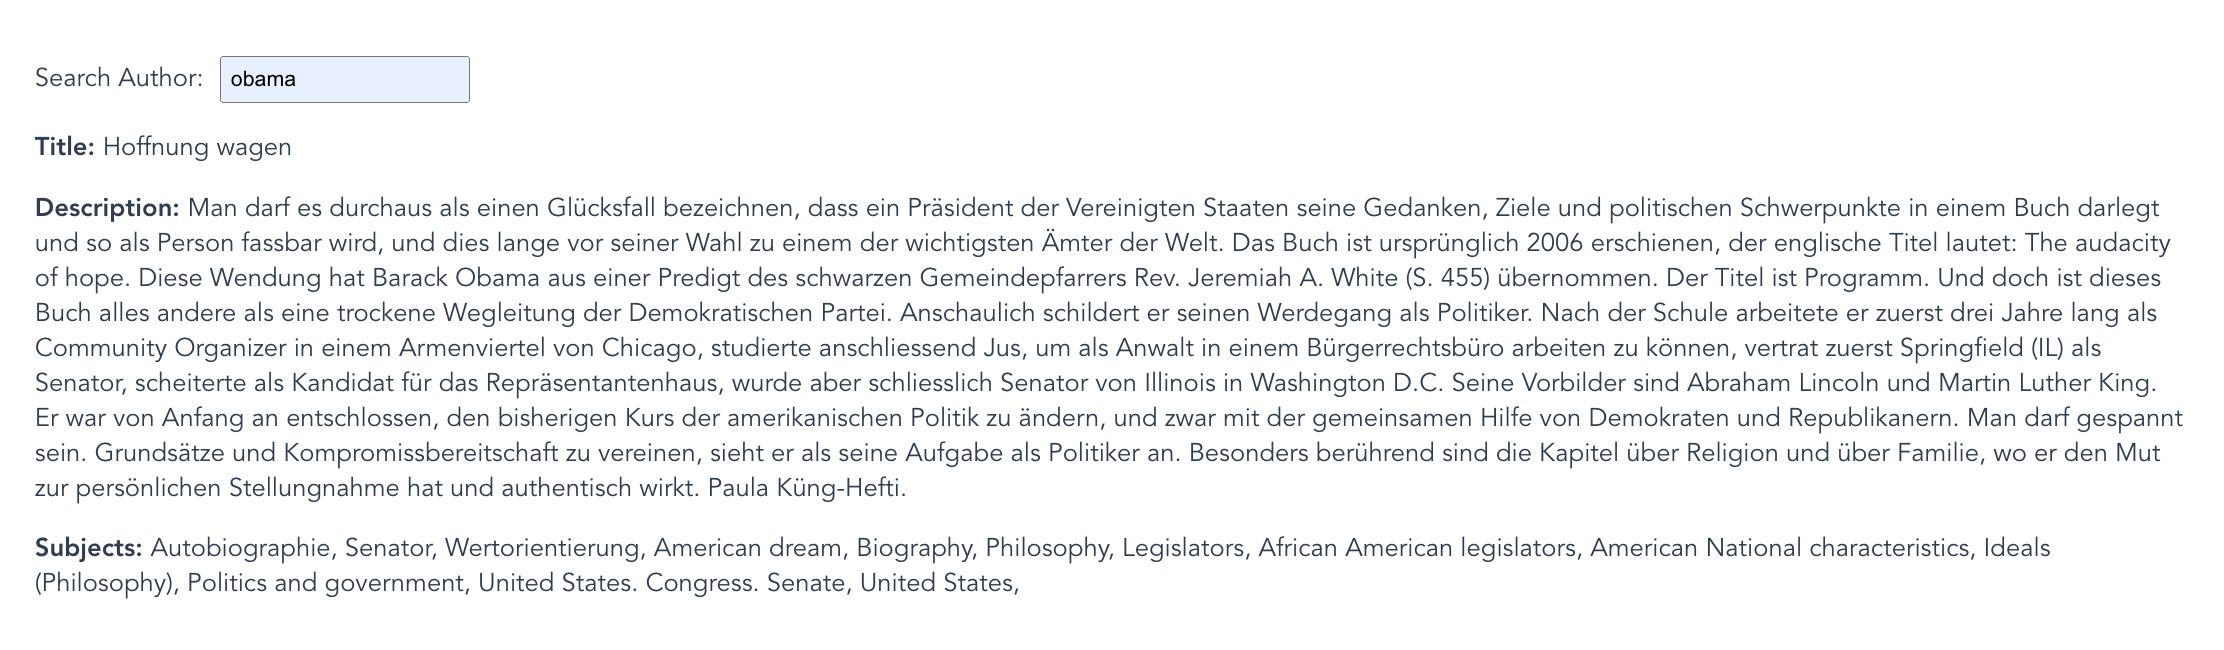 Search Author: obama
Title: Hoffnung wagen
Description: Man darf es durchaus als einen Glücksfall bezeichnen, dass ein Präsident der Vereinigten Staaten seine Gedanken, Ziele und politischen Schwerpunkte in einem Buch darlegt
und so als Person fassbar wird, und dies lange vor seiner Wahl zu einem der wichtigsten Ämter der Welt. Das Buch ist ursprünglich 2006 erschienen, der englische Titel lautet: The audacity
of hope. Diese Wendung hat Barack Obama aus einer Predigt des schwarzen Gemeindepfarrers Rev. Jeremiah A. White (S. 455) übernommen. Der Titel ist Programm. Und doch ist dieses
Buch alles andere als eine trockene Wegleitung der Demokratischen Partei. Anschaulich schildert er seinen Werdegang als Politiker. Nach der Schule arbeitete er zuerst drei Jahre lang als
Community Organizer in einem Armenviertel von Chicago, studierte anschliessend Jus, um als Anwalt in einem Bürgerrechtsbüro arbeiten zu können, vertrat zuerst Springfield (IL) als
Senator, scheiterte als Kandidat für das Repräsentantenhaus, wurde aber schliesslich Senator von Illinois in Washington D.C. Seine Vorbilder sind Abraham Lincoln und Martin Luther King.
Er war von Anfang an entschlossen, den bisherigen Kurs der amerikanischen Politik zu ändern, und zwar mit der gemeinsamen Hilfe von Demokraten und Republikanern. Man darf gespannt
sein. Grundsätze und Kompromissbereitschaft zu vereinen, sieht er als seine Aufgabe als Politiker an. Besonders berührend sind die Kapitel über Religion und über Familie, wo er den Mut
zur persönlichen Stellungnahme hat und authentisch wirkt. Paula Küng-Hefti.
Subjects: Autobiographie, Senator, Wertorientierung, American dream, Biography, Philosophy, Legislators, African American legislators, American National characteristics, Ideals
(Philosophy), Politics and government, United States. Congress. Senate, United States,